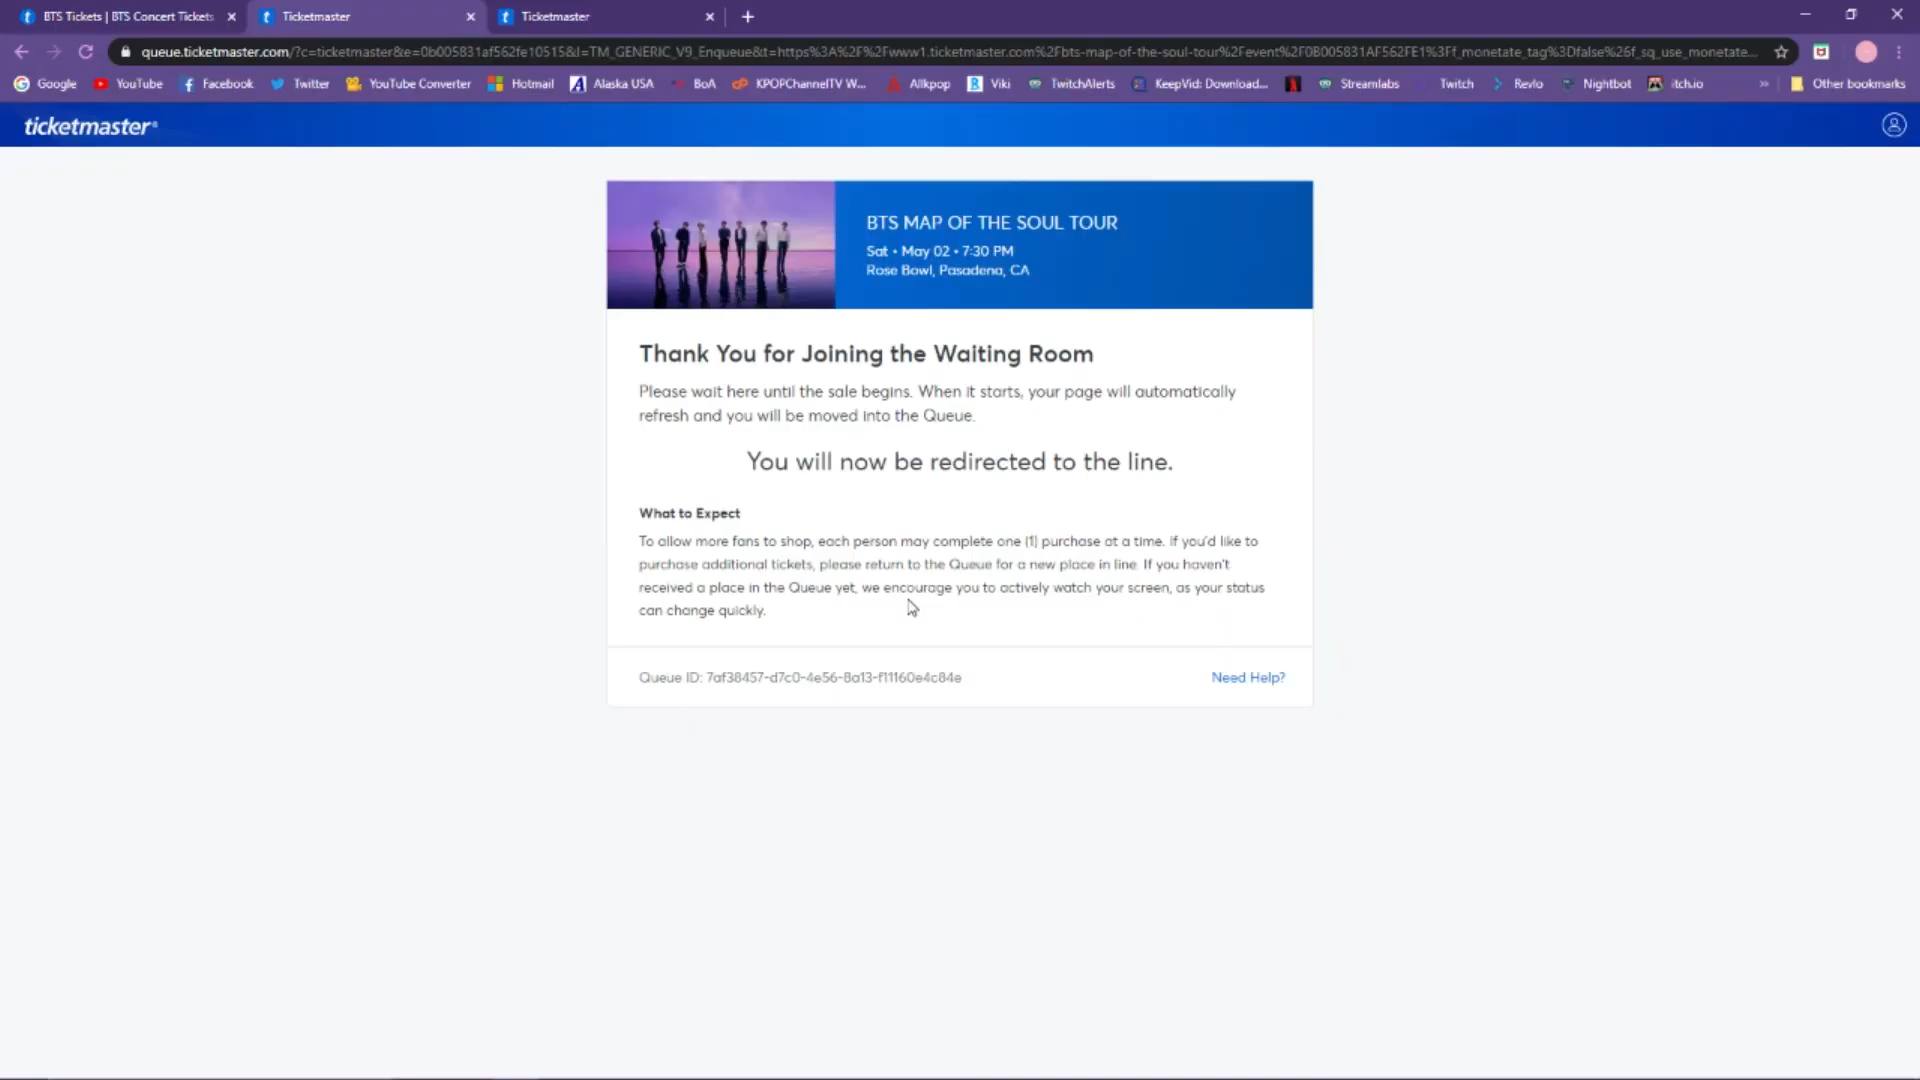 BTS Tickets | BTS Concert Tickets
Ticketmaster
Ticketmaster
queue.ticketmaster.com/?c=ticketmaster&e=0b005831af562fe10515&l=TM_GENERIC_V9_Enqueue&t=https%3A%2F%2Fwww1.ticketmaster.com%2Fbts-map-of-the-soul-tour%2Fevent%2F0B005831AF562FE1%3Ff_monetate_tag%3Dfalse%26f_sq_use_monetate...
Google YouTube Facebook Twitter YouTube Converter Hotmail Alaska USA BoA KPOPChannelTV W... Allkpop Viki TwitchAlerts KeepVid: Download... Streamlabs Twitch Revlo Nightbot itch.io » Other bookmarks
ticketmaster®
BTS MAP OF THE SOUL TOUR
Sat • May 02 • 7:30 PM
Rose Bowl, Pasadena, CA
Thank You for Joining the Waiting Room
Please wait here until the sale begins. When it starts, your page will automatically
refresh and you will be moved into the Queue.
You will now be redirected to the line.
What to Expect
To allow more fans to shop, each person may complete one (1) purchase at a time. If you'd like to
purchase additional tickets, please return to the Queue for a new place in line. If you haven't
received a place in the Queue yet, we encourage you to actively watch your screen, as your status
can change quickly.
Queue ID: 7af38457-d7c0-4e56-8a13-f11160e4c84e
Need Help?